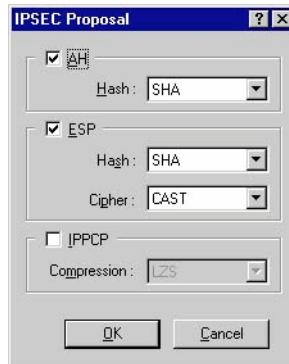 IPSEC Proposal
AH
Hash : SHA
ESP
Hash : SHA
Cipher : CAST
IPPCP
Compression : LZS
OK Cancel